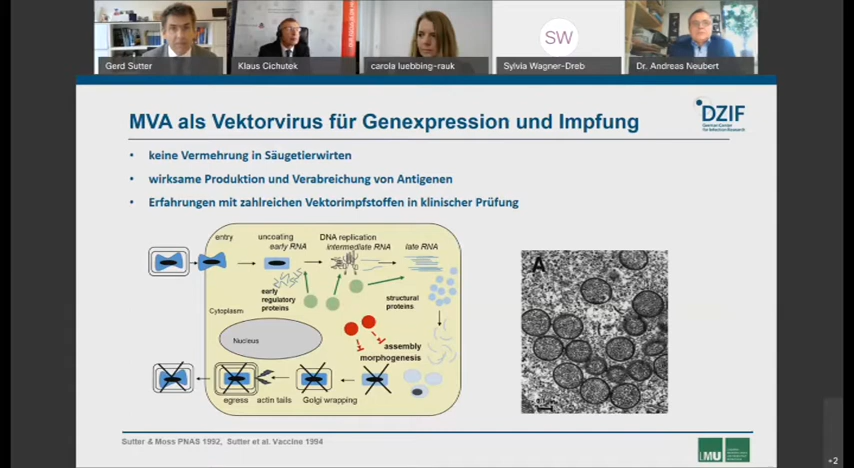 Gerd Sutter
Klaus Cichutek
carola luebbing-rauk
SW
Sylvia Wagner-Dreb
Dr. Andreas Neubert
MVA als Vektorvirus für Genexpression und Impfung
DZIF
German Center
for Infection Research
• keine Vermehrung in Säugetierwirten
• wirksame Produktion und Verabreichung von Antigenen
• Erfahrungen mit zahlreichen Vektorimpfstoffen in klinischer Prüfung
entry
uncoating
early RNA
DNA replication
intermediate RNA
late RNA
early
regulatory
proteins
structural
proteins
Cytoplasm
Nucleus
assembly
morphogenesis
egress
actin tails
Golgi wrapping
A
Sutter & Moss PNAS 1992, Sutter et al. Vaccine 1994
LMU
+2